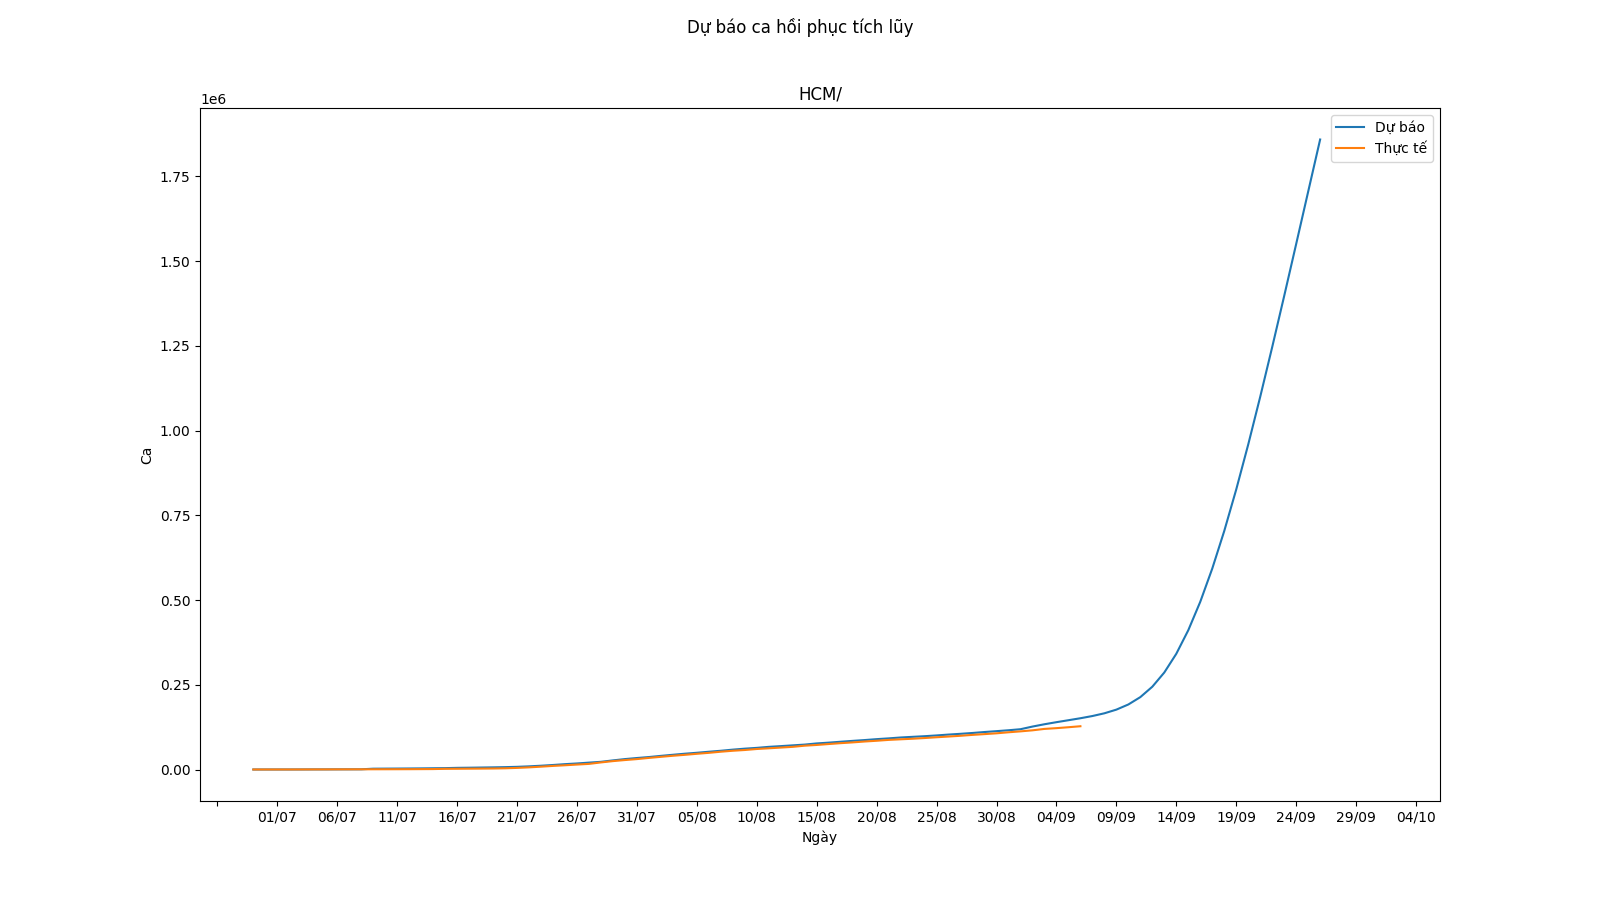 Dự báo ca hồi phục tích lũy
HCM/
1e6
Dự báo
Thực tế
1.75
1.50
1.25
1.00
0.75
0.50
0.25
0.00
Ca
01/07 06/07 11/07 16/07 21/07 26/07 31/07 05/08 10/08 15/08 20/08 25/08 30/08 04/09 09/09 14/09 19/09 24/09 29/09 04/10
Ngày